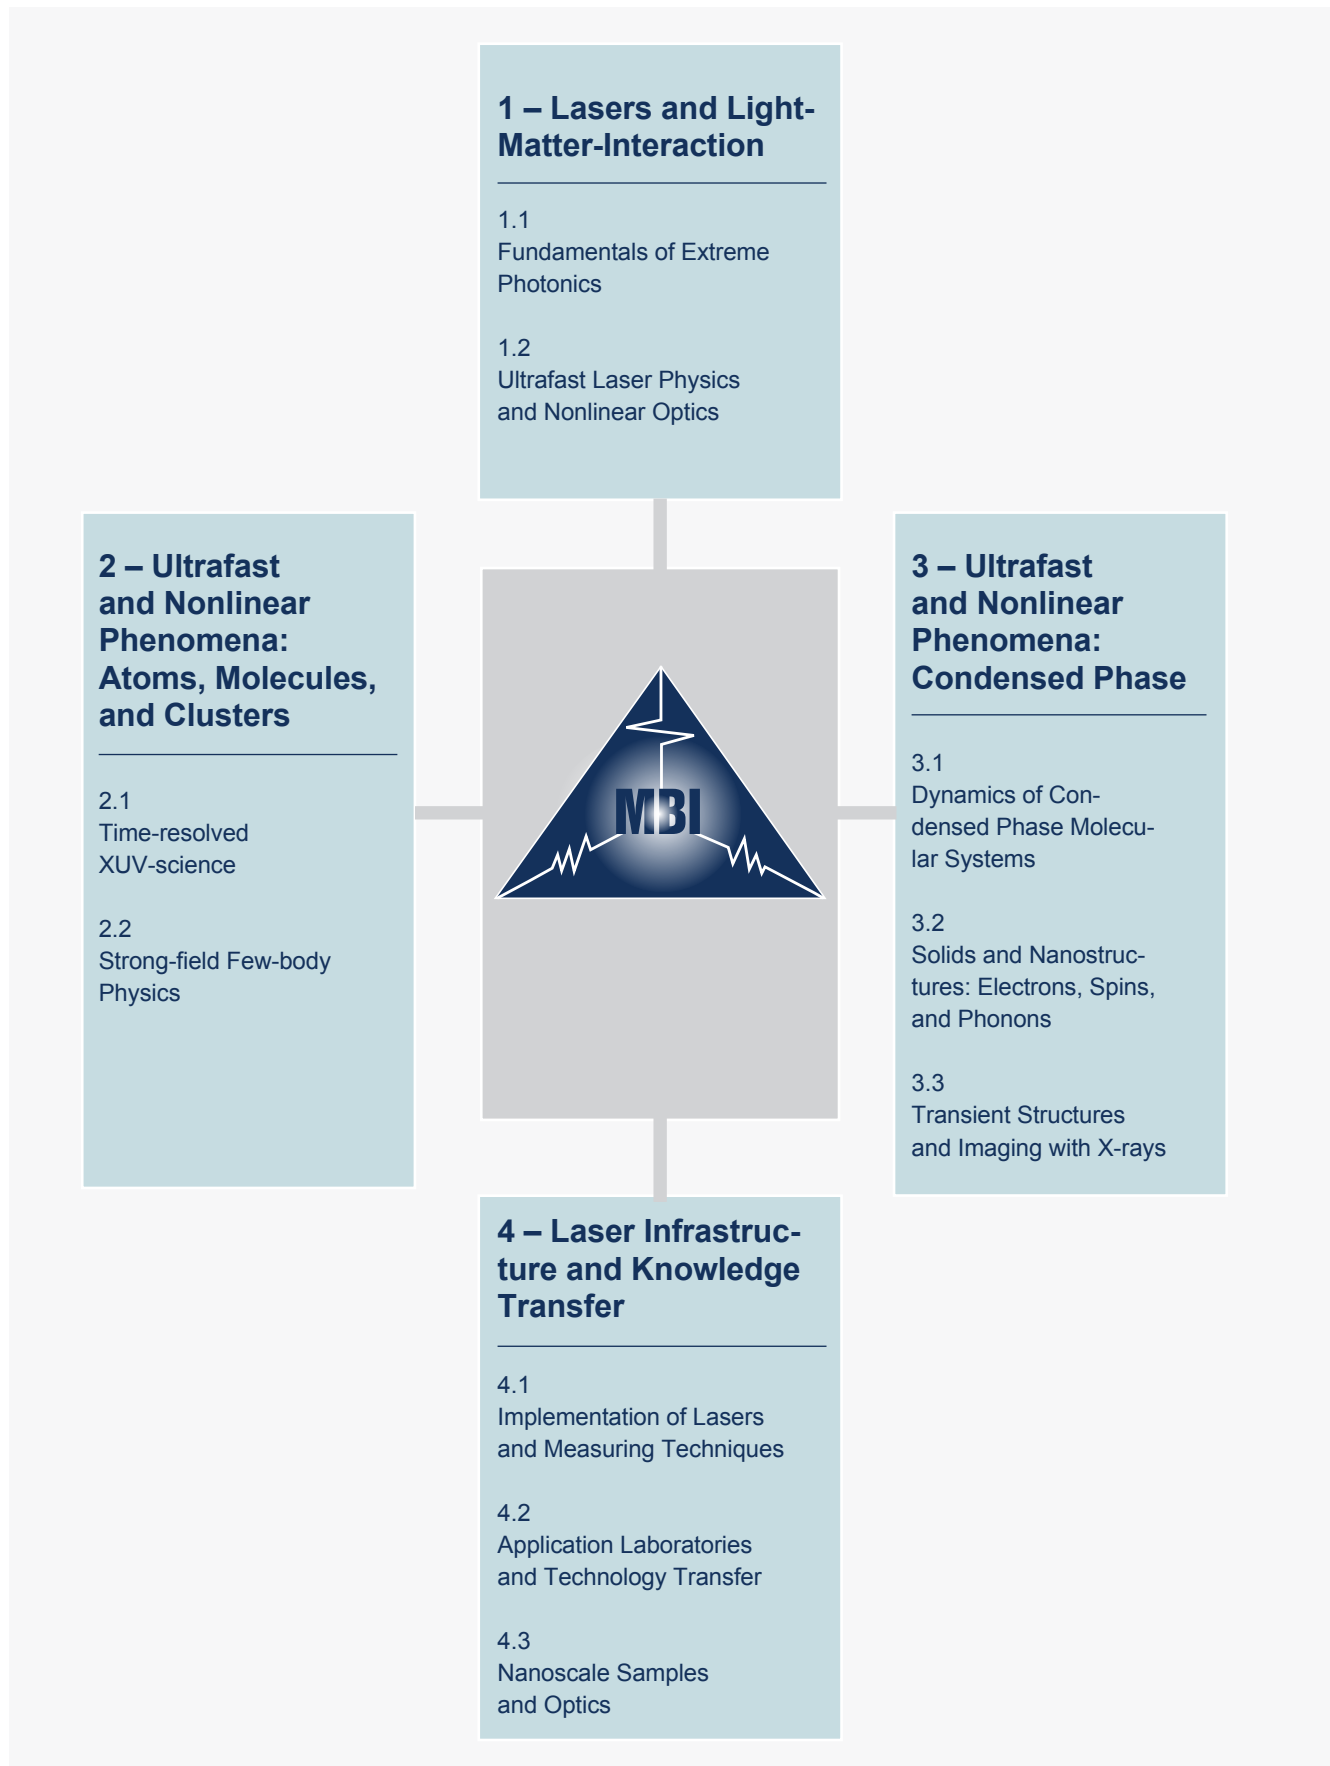 1 – Lasers and Light-
Matter-Interaction
1.1
Fundamentals of Extreme
Photonics
1.2
Ultrafast Laser Physics
and Nonlinear Optics
2 – Ultrafast
and Nonlinear
Phenomena:
Atoms, Molecules,
and Clusters
2.1
Time-resolved
XUV-science
2.2
Strong-field Few-body
Physics
MBI
3 – Ultrafast
and Nonlinear
Phenomena:
Condensed Phase
3.1
Dynamics of Con-
densed Phase Molecu-
lar Systems
3.2
Solids and Nanostruc-
tures: Electrons, Spins,
and Phonons
3.3
Transient Structures
and Imaging with X-rays
4 – Laser Infrastruc-
ture and Knowledge
Transfer
4.1
Implementation of Lasers
and Measuring Techniques
4.2
Application Laboratories
and Technology Transfer
4.3
Nanoscale Samples
and Optics